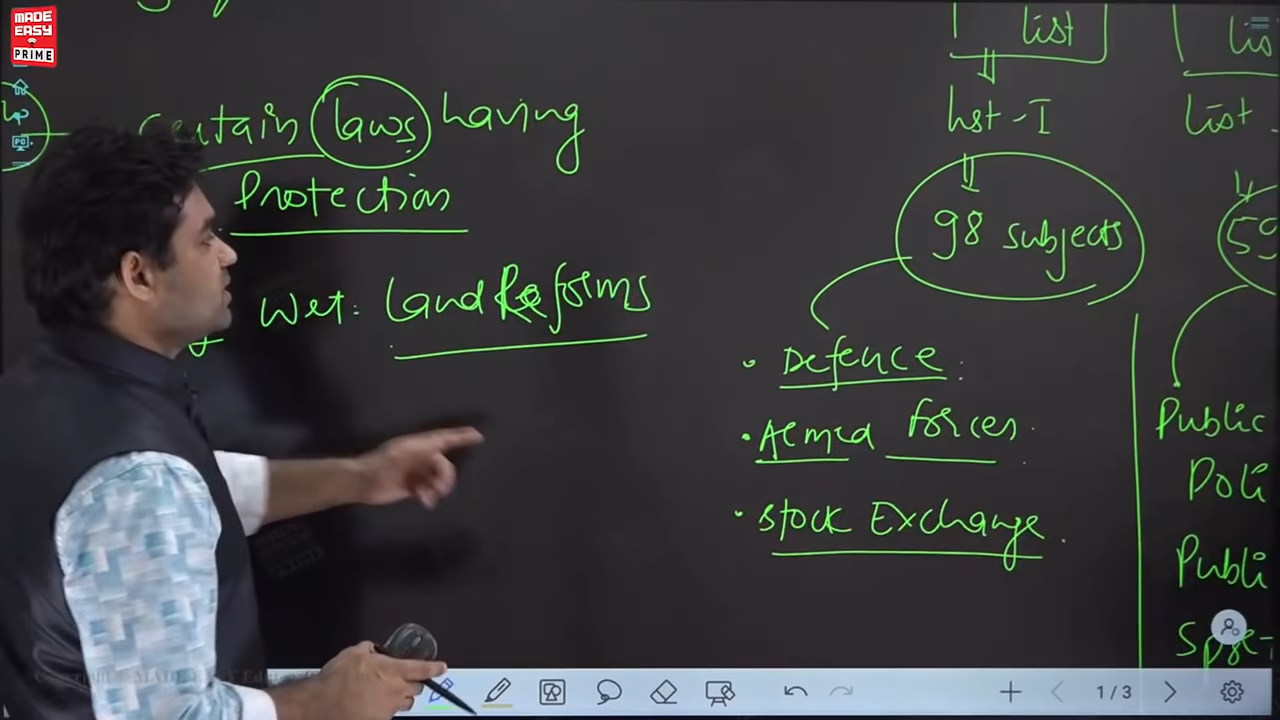 MADE
EASY
PRIME
certain laws having
Protection
wrt: Land Reforms
list
list-I
98 subjects
• Defence.
• Armed forces.
• Stock Exchange.
List
59
Public
Poli
Publi
1/3